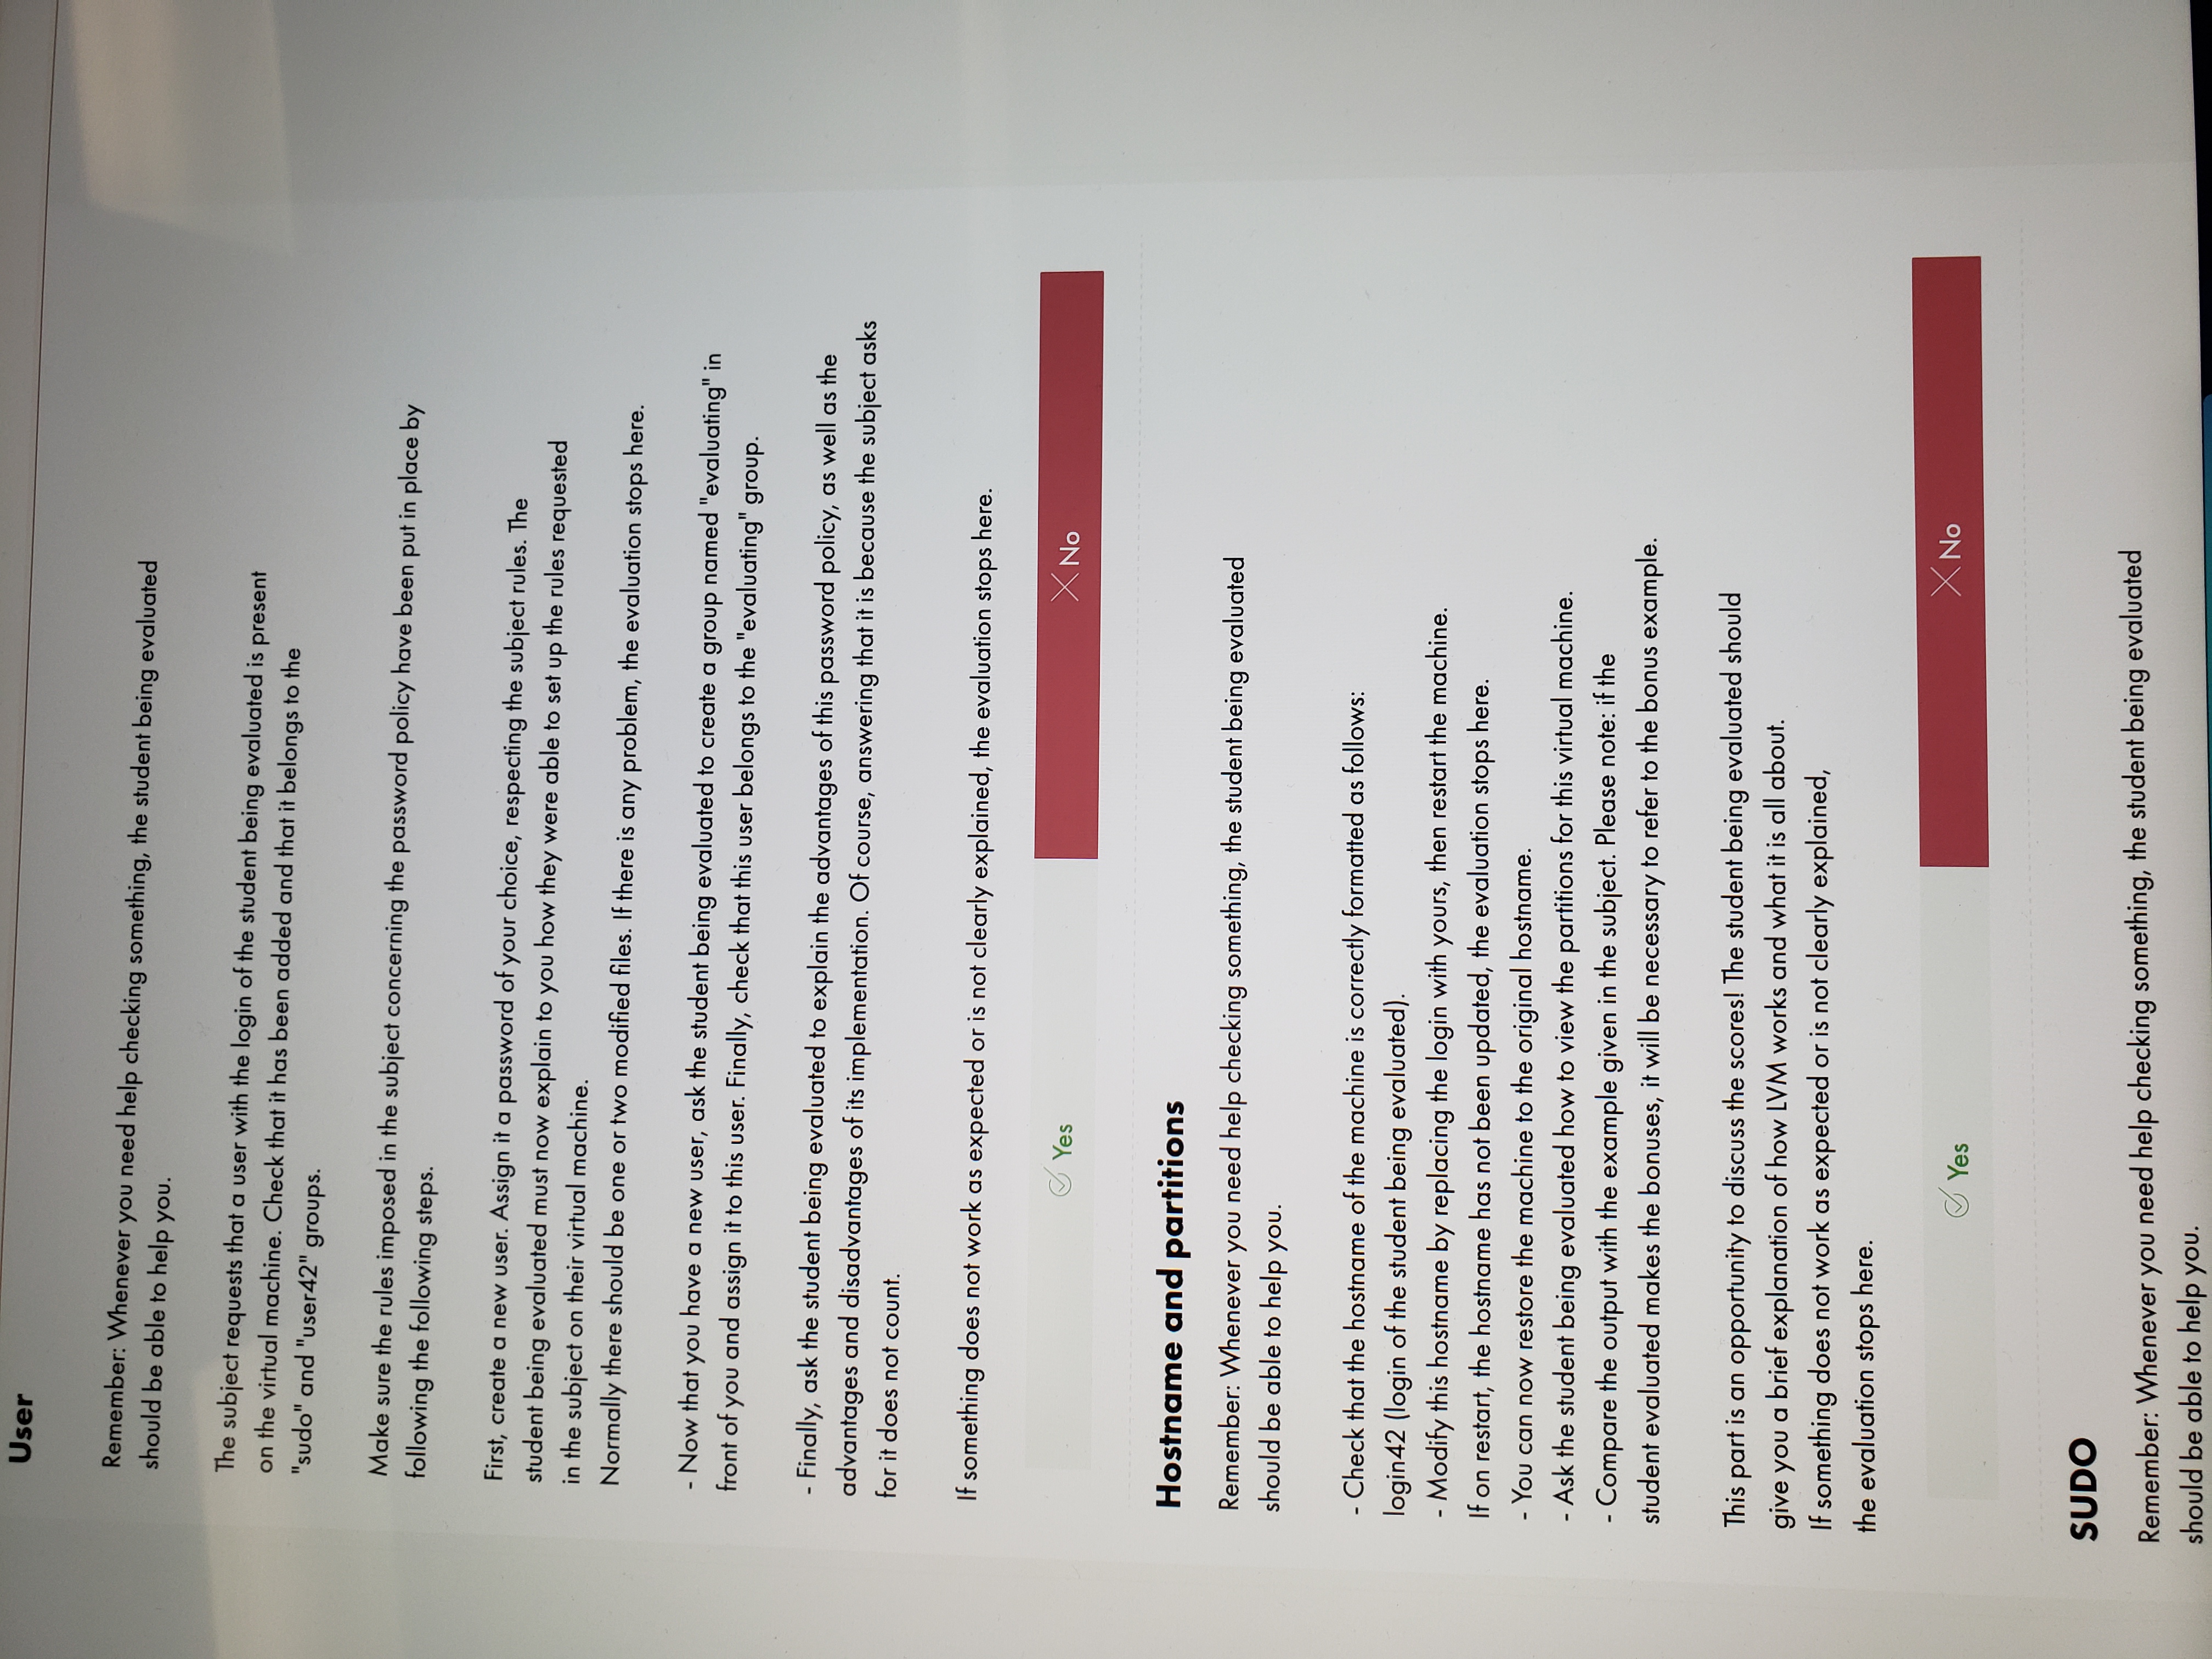 User
Remember: Whenever you need help checking something, the student being evaluated
should be able to help you.
The subject requests that a user with the login of the student being evaluated is present
on the virtual machine. Check that it has been added and that it belongs to the
"sudo" and "user42" groups.
Make sure the rules imposed in the subject concerning the password policy have been put in place by
following the following steps.
First, create a new user. Assign it a password of your choice, respecting the subject rules. The
student being evaluated must now explain to you how they were able to set up the rules requested
in the subject on their virtual machine.
Normally there should be one or two modified files. If there is any problem, the evaluation stops here.
- Now that you have a new user, ask the student being evaluated to create a group named "evaluating" in
front of you and assign it to this user. Finally, check that this user belongs to the "evaluating" group.
- Finally, ask the student being evaluated to explain the advantages of this password policy, as well as the
advantages and disadvantages of its implementation. Of course, answering that it is because the subject asks
for it does not count.
If something does not work as expected or is not clearly explained, the evaluation stops here.
Yes
No
Hostname and partitions
Remember: Whenever you need help checking something, the student being evaluated
should be able to help you.
- Check that the hostname of the machine is correctly formatted as follows:
login42 (login of the student being evaluated).
- Modify this hostname by replacing the login with yours, then restart the machine.
If on restart, the hostname has not been updated, the evaluation stops here.
- You can now restore the machine to the original hostname.
- Ask the student being evaluated how to view the partitions for this virtual machine.
- Compare the output with the example given in the subject. Please note: if the
student evaluated makes the bonuses, it will be necessary to refer to the bonus example.
This part is an opportunity to discuss the scores! The student being evaluated should
give you a brief explanation of how LVM works and what it is all about.
If something does not work as expected or is not clearly explained,
the evaluation stops here.
Yes
No
SUDO
Remember: Whenever you need help checking something, the student being evaluated
should be able to help you.